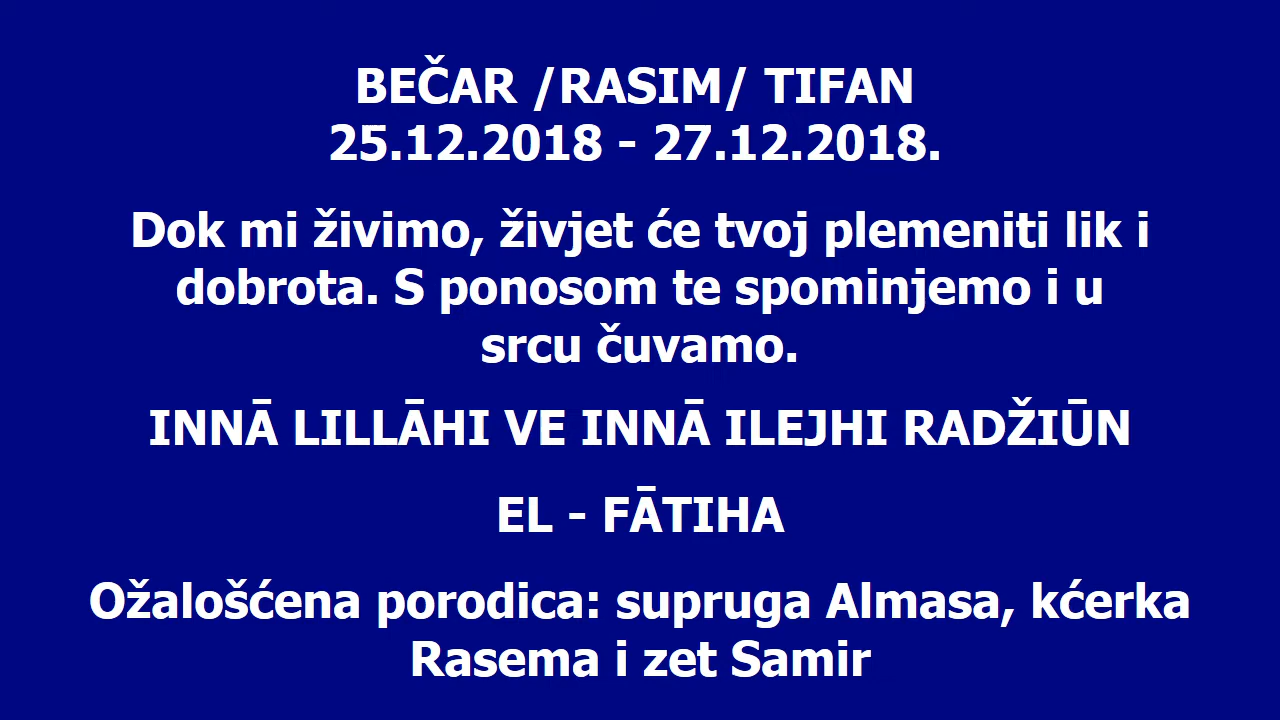 BEČAR /RASIM/ TIFAN
25.12.2018 - 27.12.2018.
Dok mi živimo, živjet će tvoj plemeniti lik i
dobrota. S ponosom te spominjemo i u
srcu čuvamo.
INNĀ LILLĀHI VE INNĀ ILEJHI RADŽIŪN
EL - FĀTIHA
Ožalošćena porodica: supruga Almasa, kćerka
Rasema i zet Samir